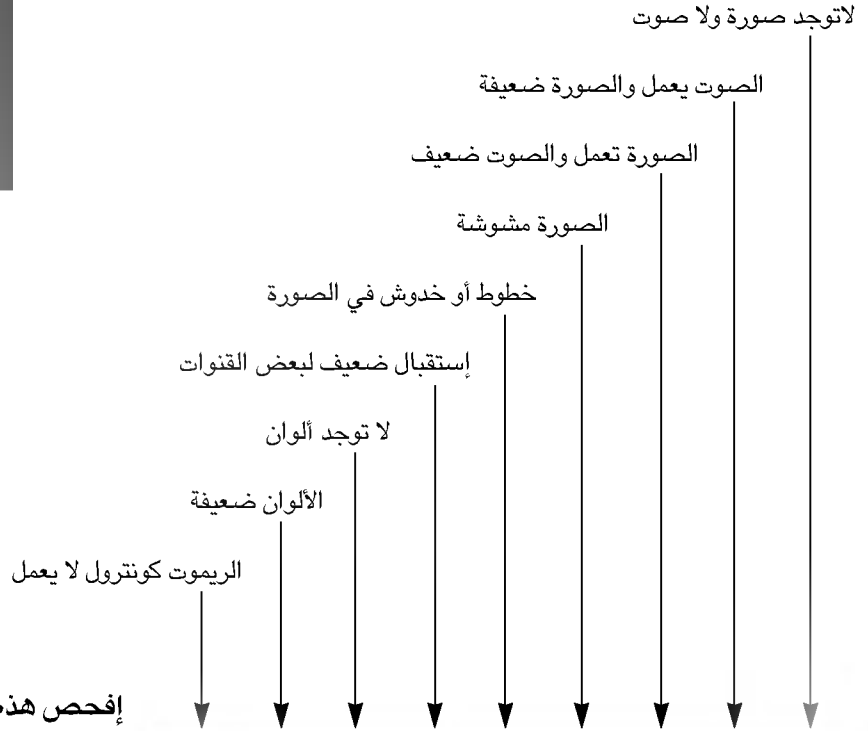 لاتوجد صورة ولا صوت
الصوت يعمل والصورة ضعيفة
الصورة تعمل والصوت ضعيف
الصورة مشوشة
خطوط أو خدوش في الصورة
إستقبال ضعيف لبعض القنوات
لا توجد ألوان
الألوان ضعيفة
الريموت كونترول لا يعمل
إفحص